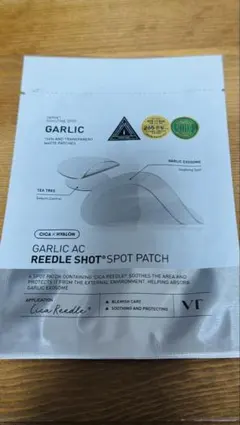 GARLIC
THIN AND TRANSPARENT
MATTE PATCHES
GARLIC EXOSOME
TEA TREE
CICA × HYALON
GARLIC AC
REEDLE SHOT® SPOT PATCH
A SPOT PATCH CONTAINING CICA REEDLE® SOOTHES THE AREA AND
PROTECTS IT FROM THE EXTERNAL ENVIRONMENT, HELPING ABSORB
GARLIC EXOSOME
APPLICATION
Cica Reedle®
BLEMISH CARE
SOOTHING AND PROTECTING
VT